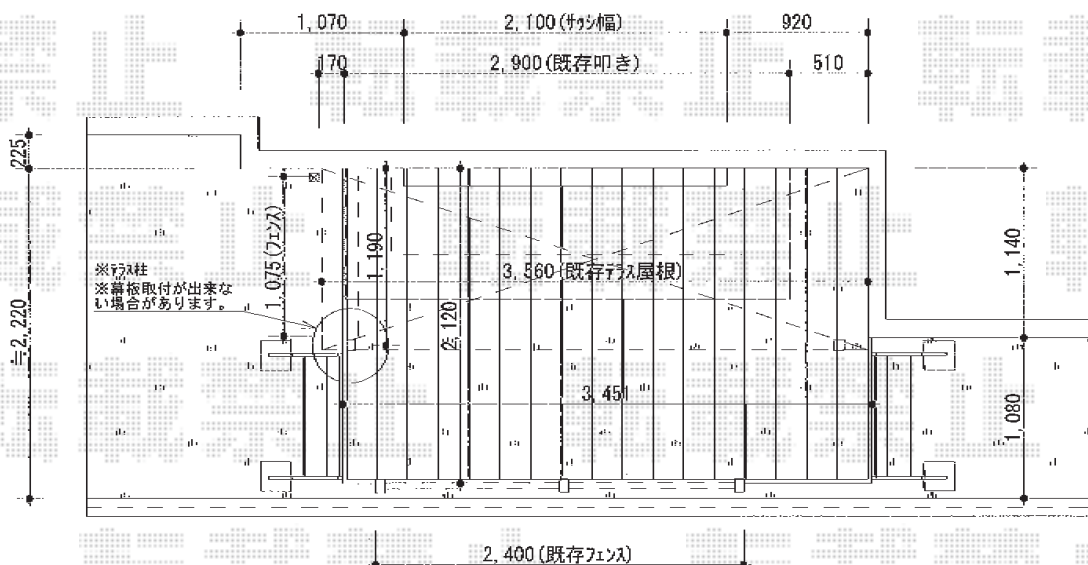 1,070
2,100(ｻｯｼ幅)
920
170
2,900(既存叩き)
510
225
≒2,220
1,075(フェンス)
1,190
2,120
3,560(既存テラス屋根)
1,140
※ﾃﾗｽ柱
※幕板取付が出来な
い場合があります。
3,451
1,080
2,400(既存フェンス)